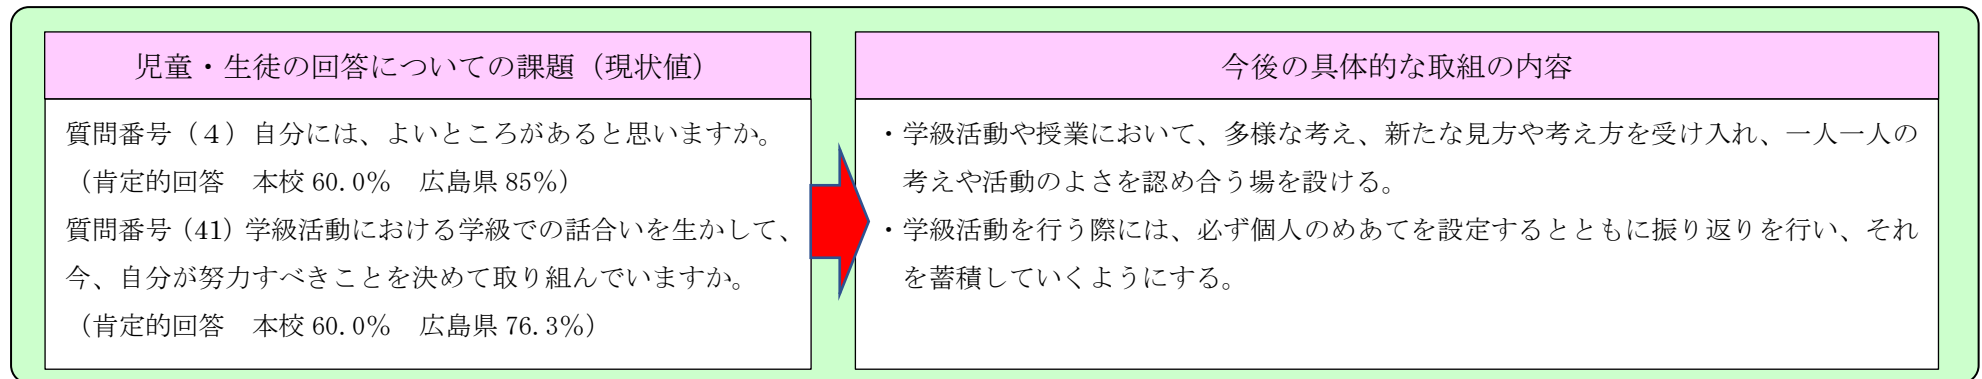 児童・生徒の回答についての課題（現状値）
質問番号（４）自分には、よいところがあると思いますか。
（肯定的回答　本校 60.0％　広島県 85％）
質問番号（41）学級活動における学級での話合いを生かして、
今、自分が努力すべきことを決めて取り組んでいますか。
（肯定的回答　本校 60.0％　広島県 76.3％）
今後の具体的な取組の内容
・学級活動や授業において、多様な考え、新たな見方や考え方を受け入れ、一人一人の
考えや活動のよさを認め合う場を設ける。
・学級活動を行う際には、必ず個人のめあてを設定するとともに振り返りを行い、それ
を蓄積していくようにする。